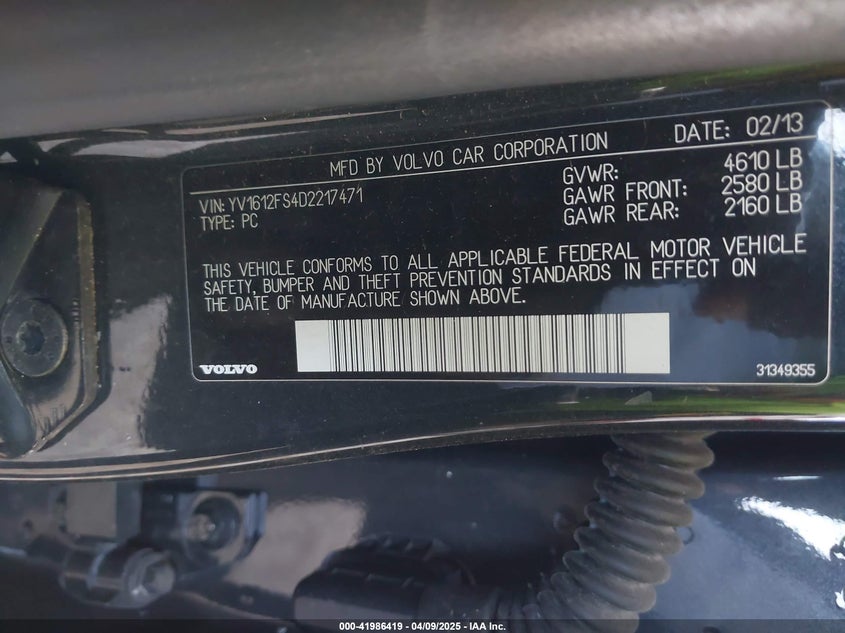 MFD BY VOLVO CAR CORPORATION DATE: 02/13
VIN: YV1612FS4D2217471
TYPE: PC
GVWR: 4610 LB
GAWR FRONT: 2580 LB
GAWR REAR: 2160 LB
THIS VEHICLE CONFORMS TO ALL APPLICABLE FEDERAL MOTOR VEHICLE
SAFETY, BUMPER AND THEFT PREVENTION STANDARDS IN EFFECT ON
THE DATE OF MANUFACTURE SHOWN ABOVE.
VOLVO 31349355
000-41986419 - 04/09/2025 - IAA Inc.